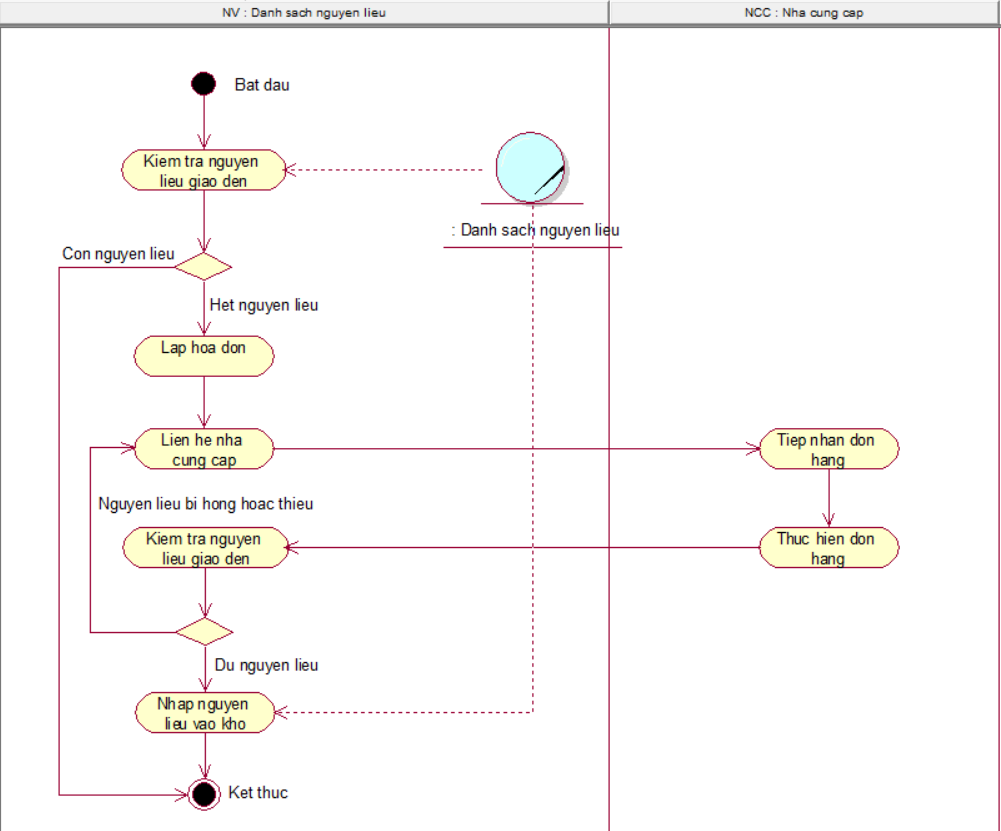 NV : Danh sach nguyen lieu
NCC : Nha cung cap
Bat dau
Kiem tra nguyen
lieu giao den
: Danh sach nguyen lieu
Con nguyen lieu
Het nguyen lieu
Lap hoa don
Lien he nha
cung cap
Tiep nhan don
hang
Nguyen lieu bi hong hoac thieu
Kiem tra nguyen
lieu giao den
Thuc hien don
hang
Du nguyen lieu
Nhap nguyen
lieu vao kho
Ket thuc